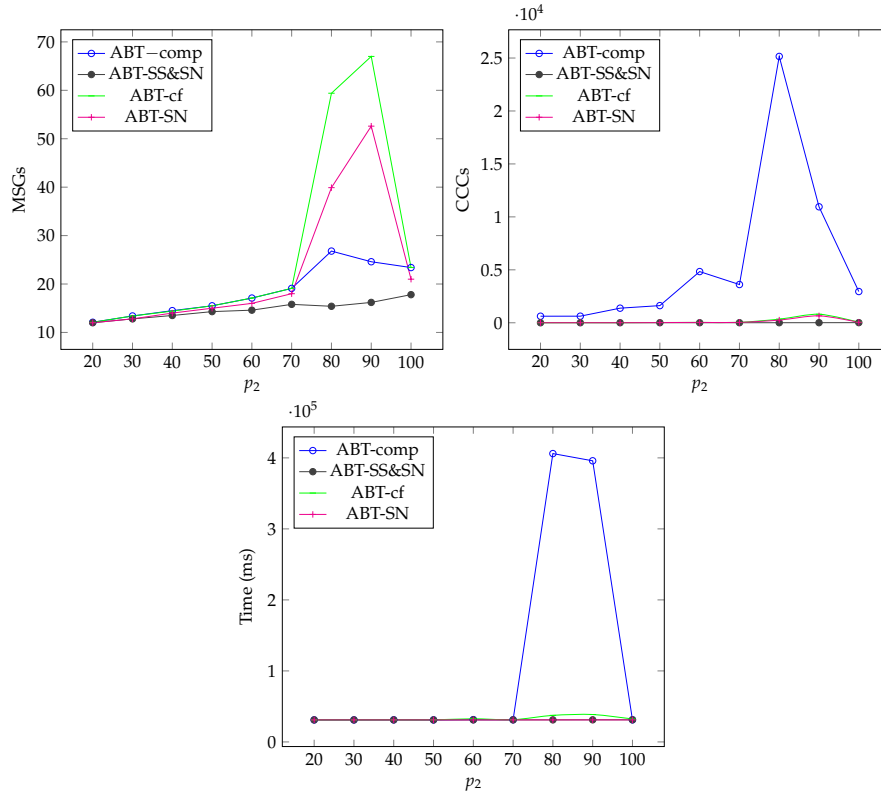 ABT−comp
ABT-SS&SN
ABT-cf
ABT-SN
70
60
50
40
30
20
10
MSGs
20 30 40 50 60 70 80 90 100
p2
·10^4
ABT-comp
ABT-SS&SN
ABT-cf
ABT-SN
2.5
2
1.5
1
0.5
0
CCCs
20 30 40 50 60 70 80 90 100
p2
·10^5
ABT-comp
ABT-SS&SN
ABT-cf
ABT-SN
4
3
2
1
0
Time (ms)
20 30 40 50 60 70 80 90 100
p2